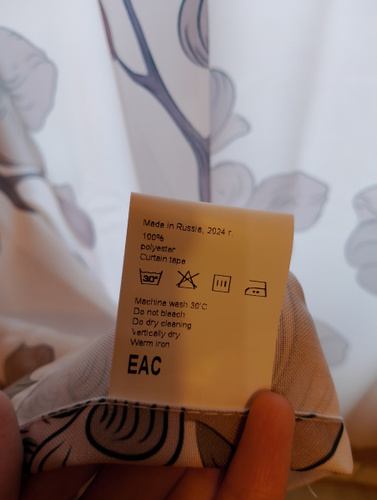 Made in Russia, 2024 г.
100%
polyester
Curtain tape
30°
Machine wash 30°C
Do not bleach
Do dry cleaning
Vertically dry
Warm iron
EAC